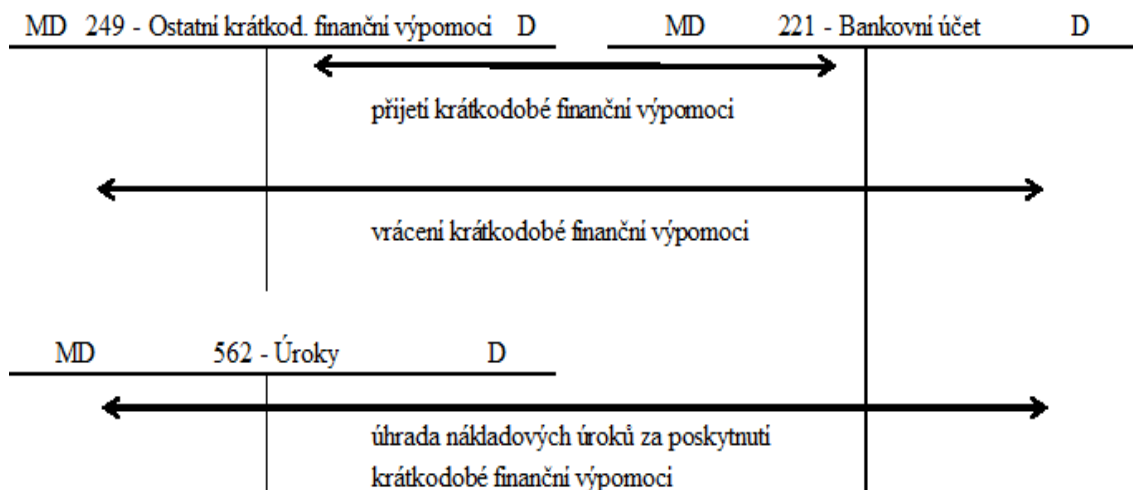 MD 249 - Ostatní krátkod. finanční výpomoci D MD 221 - Bankovní účet D
přijetí krátkodobé finanční výpomoci
vrácení krátkodobé finanční výpomoci
MD 562 - Úroky D
úhrada nákladových úroků za poskytnutí
krátkodobé finanční výpomoci